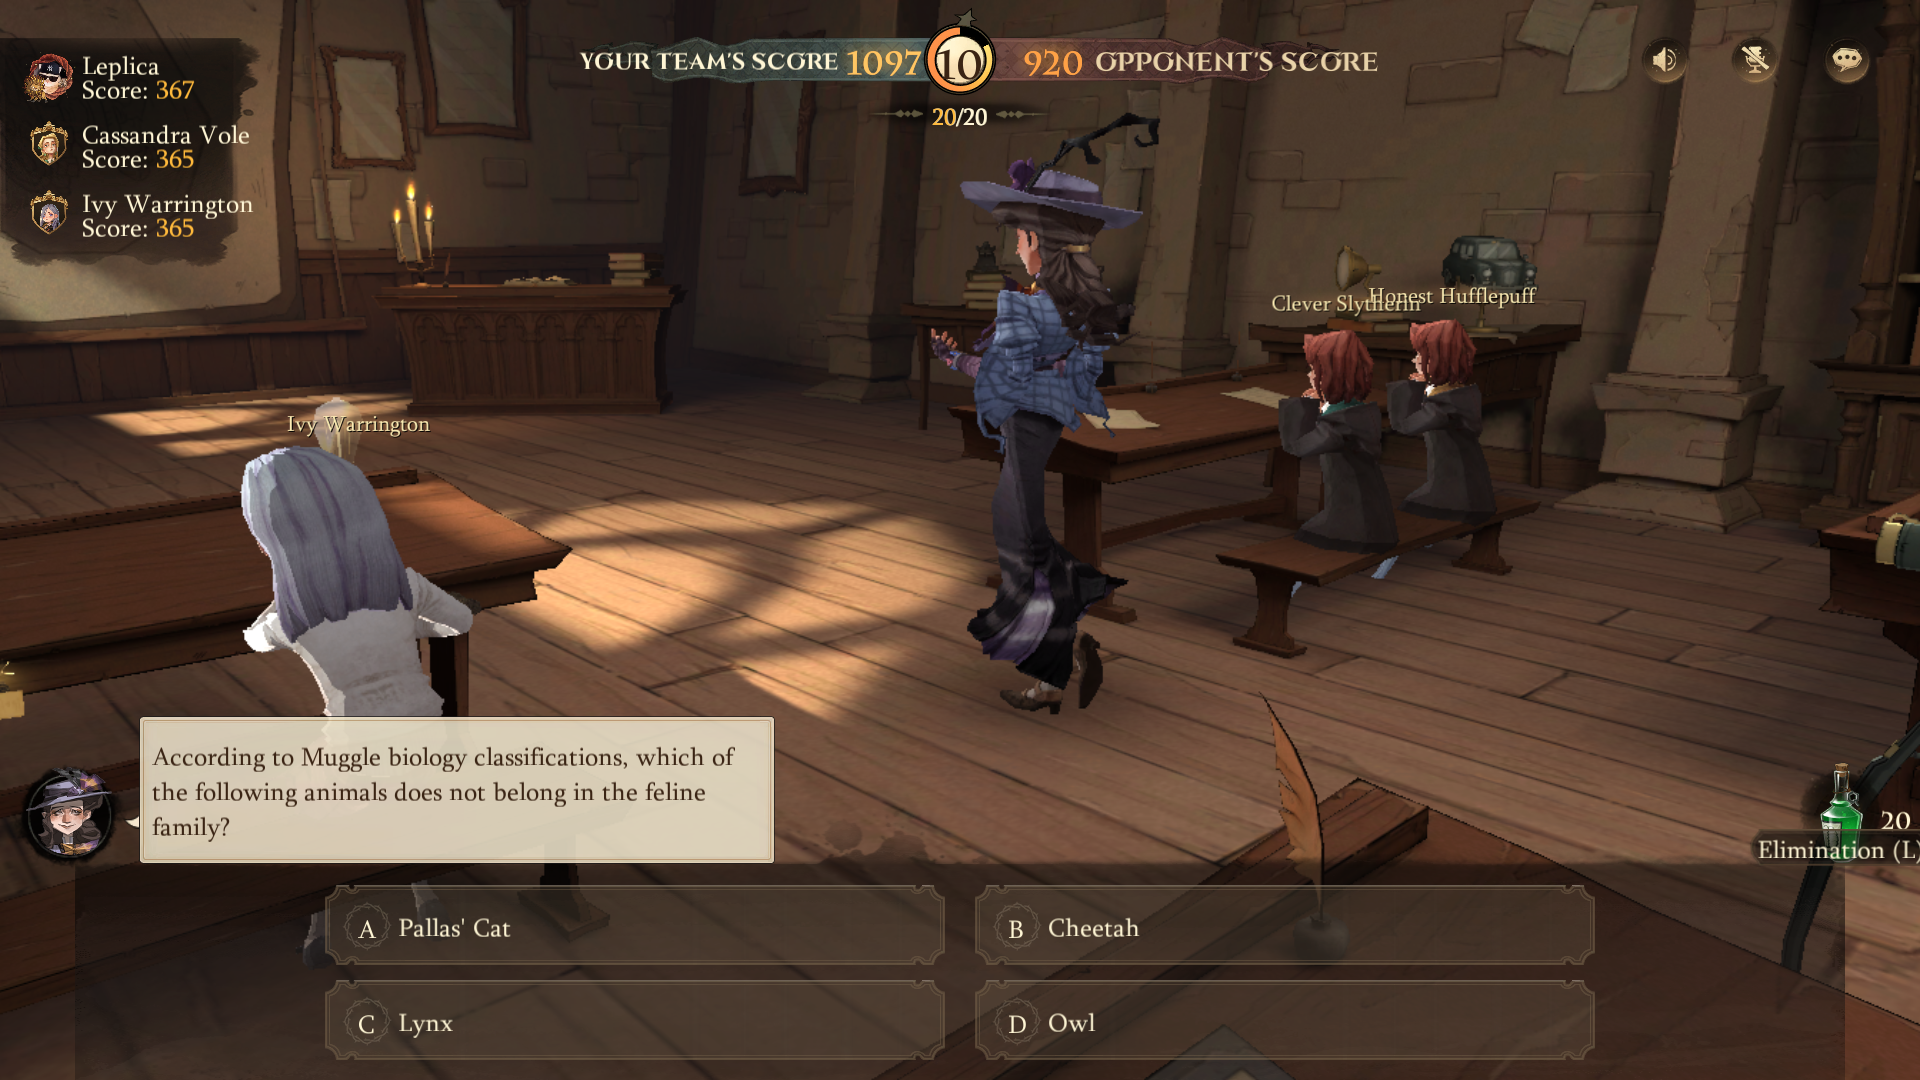 YOUR TEAM'S SCORE 1097 10 920 OPPONENT'S SCORE
20/20
Leplica
Score: 367
Cassandra Vole
Score: 365
Ivy Warrington
Score: 365
Clever Slytherin
Honest Hufflepuff
Ivy Warrington
According to Muggle biology classifications, which of
the following animals does not belong in the feline
family?
20
Elimination (L)
A Pallas' Cat
B Cheetah
C Lynx
D Owl